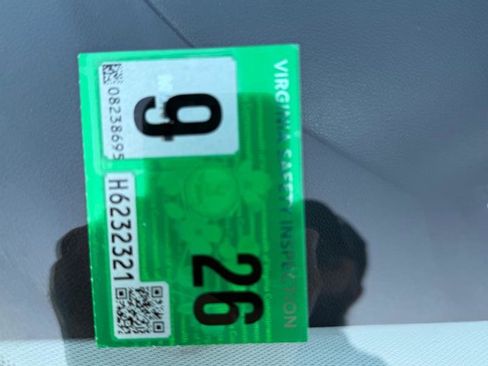 VIRGINIA SAFETY INSPECTION
9 26
08238695 H6232321